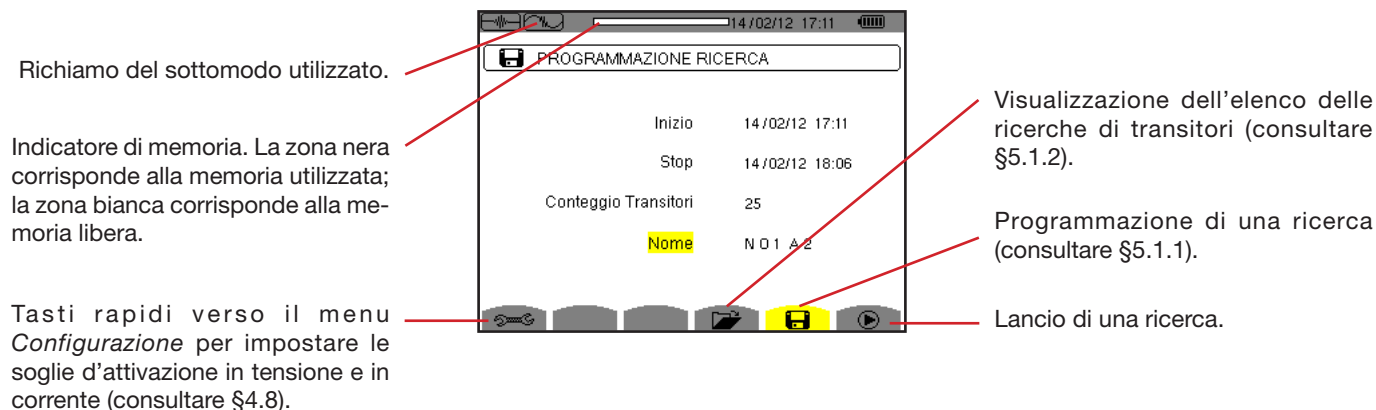 14/02/12 17:11
PROGRAMMAZIONE RICERCA
Inizio 14/02/12 17:11
Stop 14/02/12 18:06
Conteggio Transitori 25
Nome N O 1 A 2
Richiamo del sottomodo utilizzato.
Indicatore di memoria. La zona nera
corrisponde alla memoria utilizzata;
la zona bianca corrisponde alla me-
moria libera.
Tasti rapidi verso il menu
Configurazione per impostare le
soglie d’attivazione in tensione e in
corrente (consultare §4.8).
Visualizzazione dell’elenco delle
ricerche di transitori (consultare
§5.1.2).
Programmazione di una ricerca
(consultare §5.1.1).
Lancio di una ricerca.